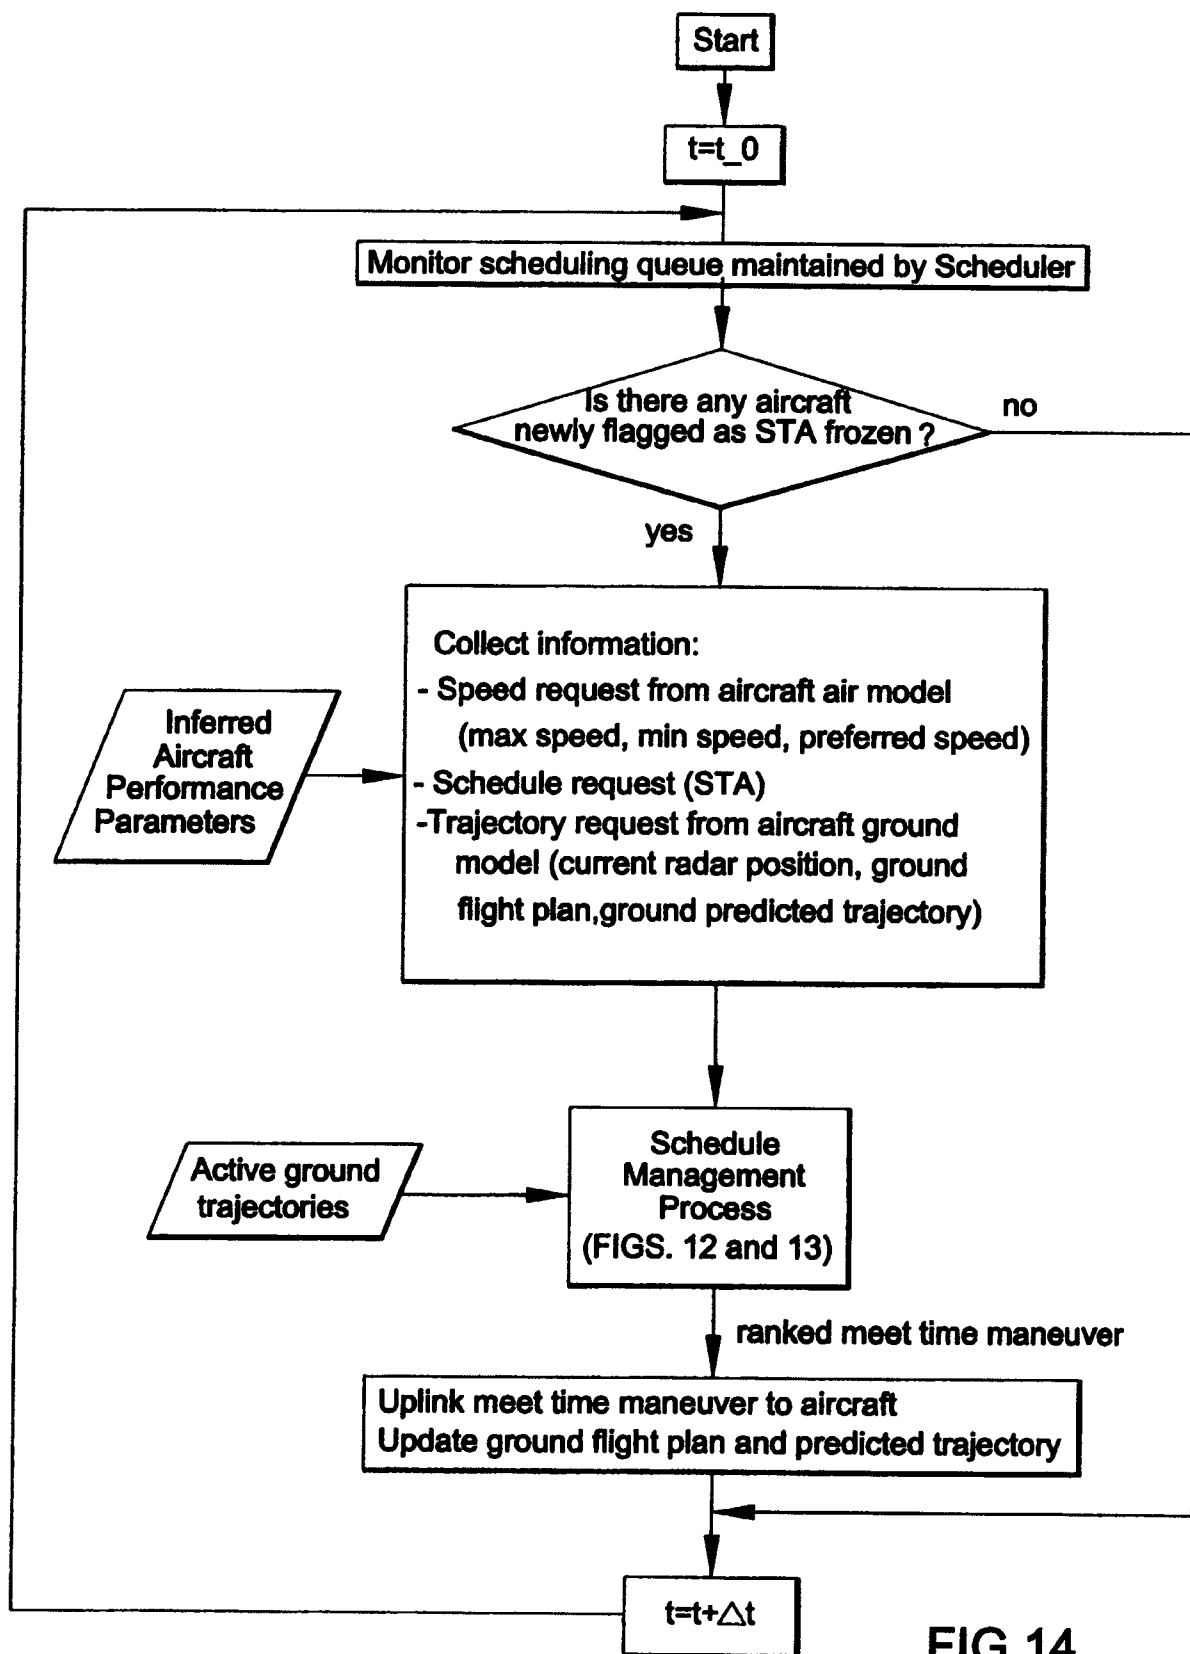 Start
t=t_0
Monitor scheduling queue maintained by Scheduler
Is there any aircraft
newly flagged as STA frozen ?
no
yes
Collect information:
- Speed request from aircraft air model
(max speed, min speed, preferred speed)
- Schedule request (STA)
-Trajectory request from aircraft ground
model (current radar position, ground
flight plan,ground predicted trajectory)
Inferred
Aircraft
Performance
Parameters
Active ground
trajectories
Schedule
Management
Process
(FIGS. 12 and 13)
ranked meet time maneuver
Uplink meet time maneuver to aircraft
Update ground flight plan and predicted trajectory
t=t+△t
FIG.14